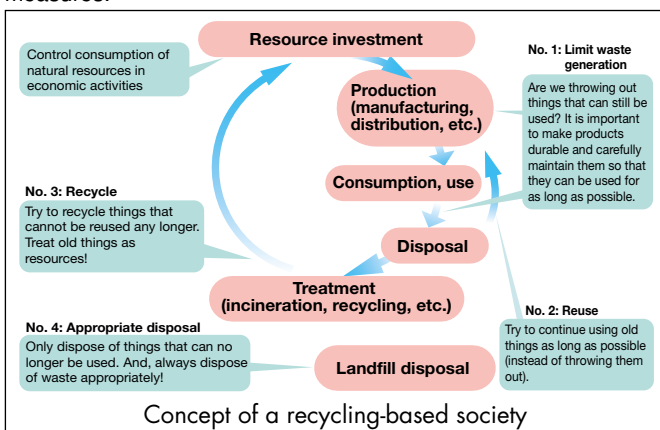 measures.
Resource investment
Control consumption of
natural resources in
economic activities
No. 1: Limit waste
generation
Are we throwing out
things that can still be
used? It is important
to make products
durable and carefully
maintain them so that
they can be used for
as long as possible.
Production
(manufacturing,
distribution, etc.)
Consumption, use
No. 3: Recycle
Try to recycle things that
cannot be reused any longer.
Treat old things as
resources!
Disposal
Treatment
(incineration, recycling, etc.)
No. 2: Reuse
Try to continue using old
things as long as possible
(instead of throwing them
out).
No. 4: Appropriate disposal
Only dispose of things that can no
longer be used. And, always dispose
of waste appropriately!
Landfill disposal
Concept of a recycling-based society